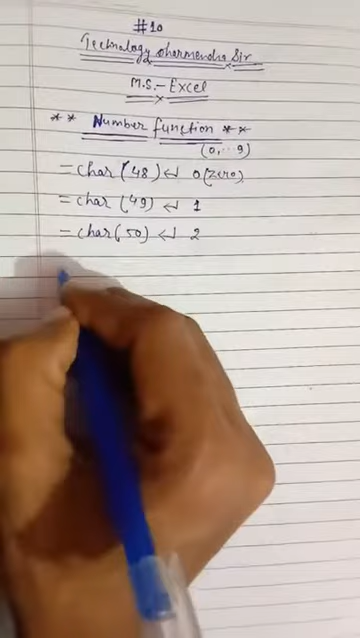 #10
Technology Dharmendra Sir
M.S.-Excel
** Number function **
(0,...9)
=char(48)↵ 0(Zero)
=char(49)↵ 1
=char(50)↵ 2